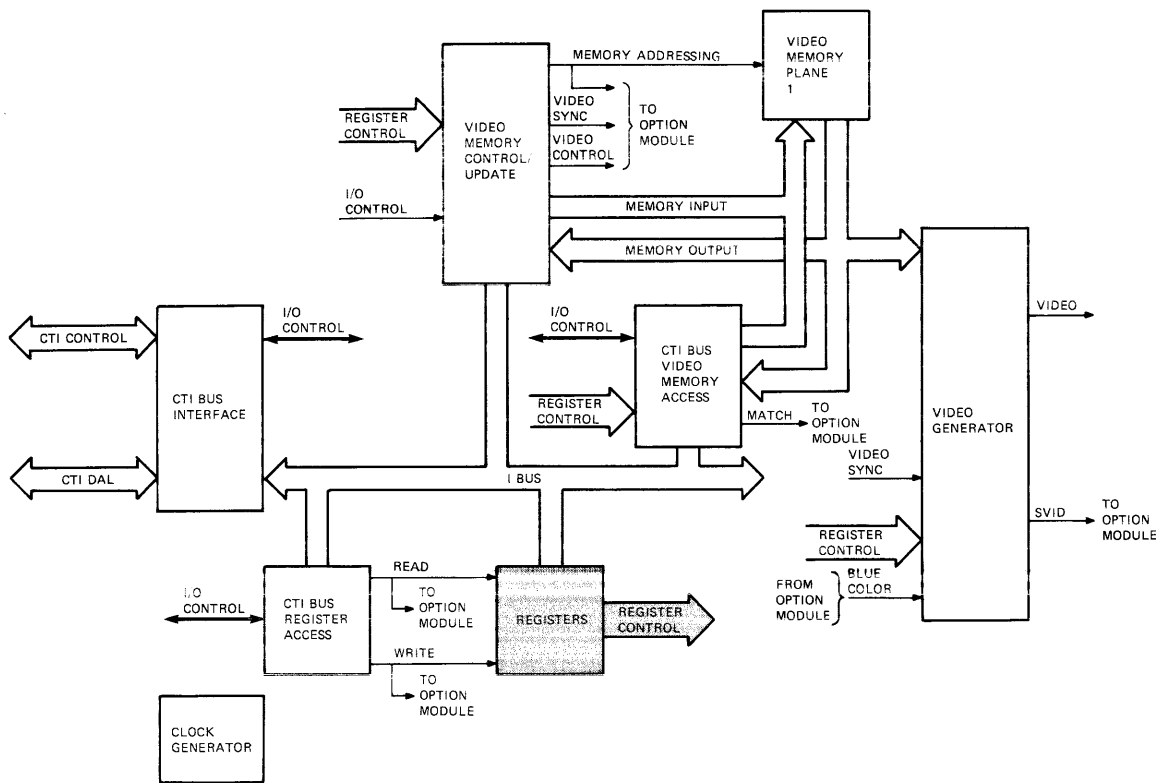 VIDEO
MEMORY
PLANE
1
MEMORY ADDRESSING
VIDEO
SYNC
VIDEO
CONTROL
TO
OPTION
MODULE
REGISTER
CONTROL
VIDEO
MEMORY
CONTROL/
UPDATE
I/O
CONTROL
MEMORY INPUT
MEMORY OUTPUT
CTI CONTROL
I/O
CONTROL
CTI BUS
INTERFACE
CTI DAL
I/O
CONTROL
CTI BUS
VIDEO
MEMORY
ACCESS
REGISTER
CONTROL
MATCH
TO
OPTION
MODULE
VIDEO
GENERATOR
VIDEO
VIDEO
SYNC
SVID
TO
OPTION
MODULE
REGISTER
CONTROL
FROM
OPTION
MODULE
BLUE
COLOR
I BUS
I/O
CONTROL
CTI BUS
REGISTER
ACCESS
READ
TO
OPTION
MODULE
WRITE
TO
OPTION
MODULE
REGISTERS
REGISTER
CONTROL
CLOCK
GENERATOR